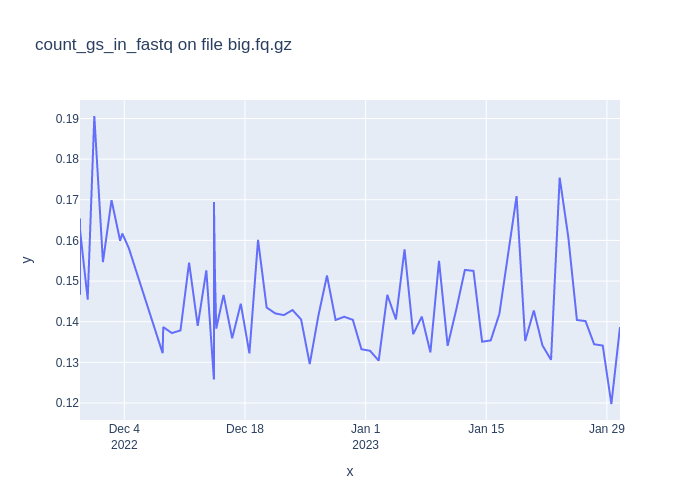 count_gs_in_fastq on file big.fq.gz
0.19
0.18
0.17
0.16
0.15
0.14
0.13
0.12
y
Dec 4 Dec 18 Jan 1 Jan 15 Jan 29
2022 2023
x